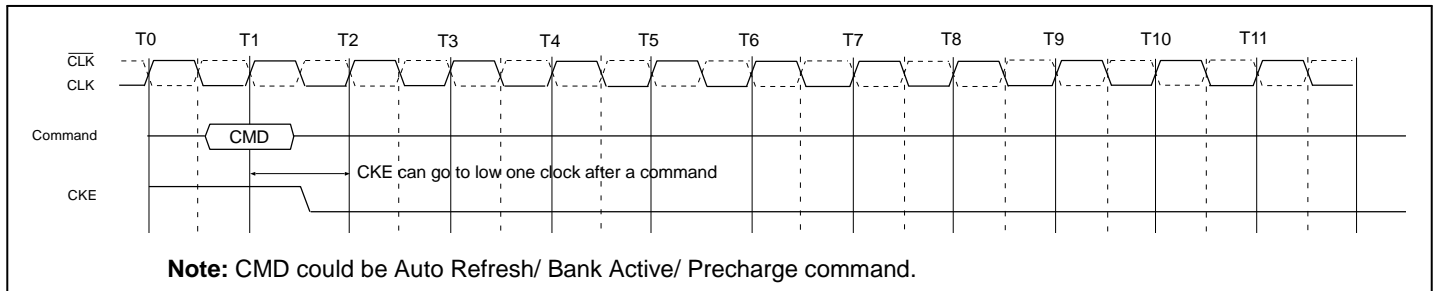 T0 T1 T2 T3 T4 T5 T6 T7 T8 T9 T10 T11
CLK
CLK
Command
CMD
CKE can go to low one clock after a command
CKE
Note: CMD could be Auto Refresh/ Bank Active/ Precharge command.